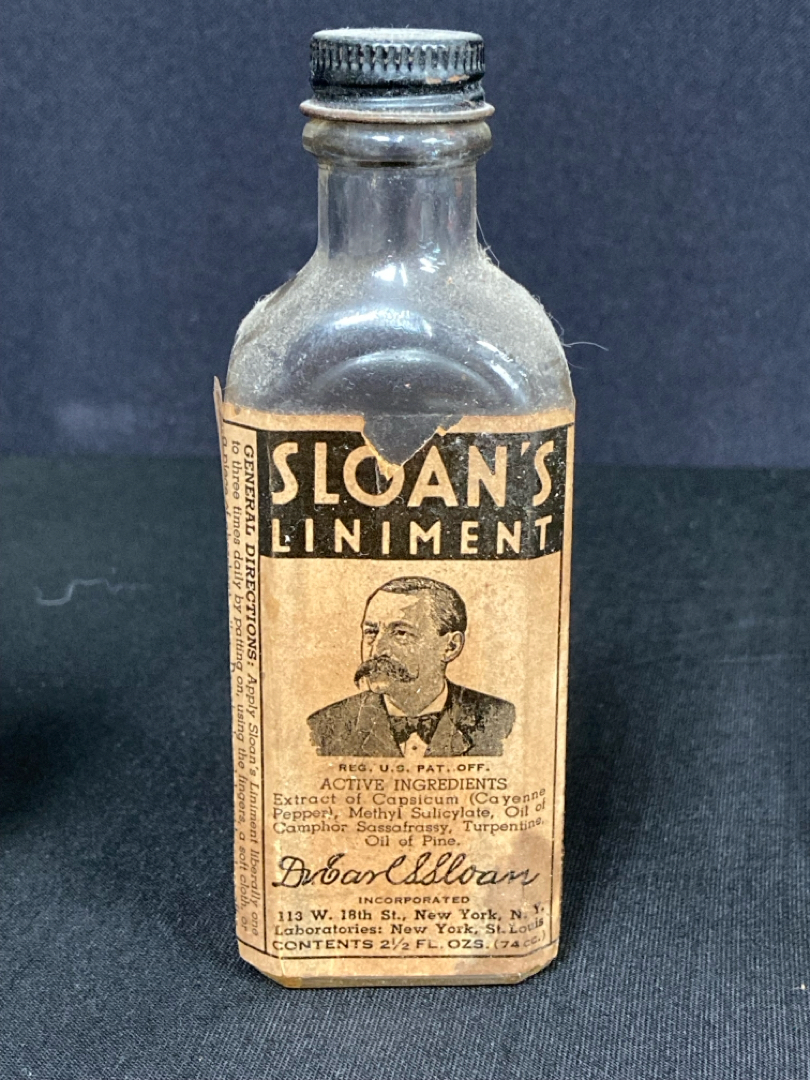 SLOAN'S
LINIMENT
REG. U.S. PAT. OFF.
ACTIVE INGREDIENTS
Extract of Capsicum (Cayenne
Pepper), Methyl Sulicylate, Oil of
Camphor Sassafrassy, Turpentine,
Oil of Pine.
Dr. Earl S. Sloan
INCORPORATED
113 W. 18th St., New York, N. Y.
Laboratories: New York, St. Louis
CONTENTS 2½ FL. OZS. (74 cc.)
GENERAL DIRECTIONS: Apply Sloan's Liniment liberally one
to three times daily by patting on, using the fingers, a soft cloth, or